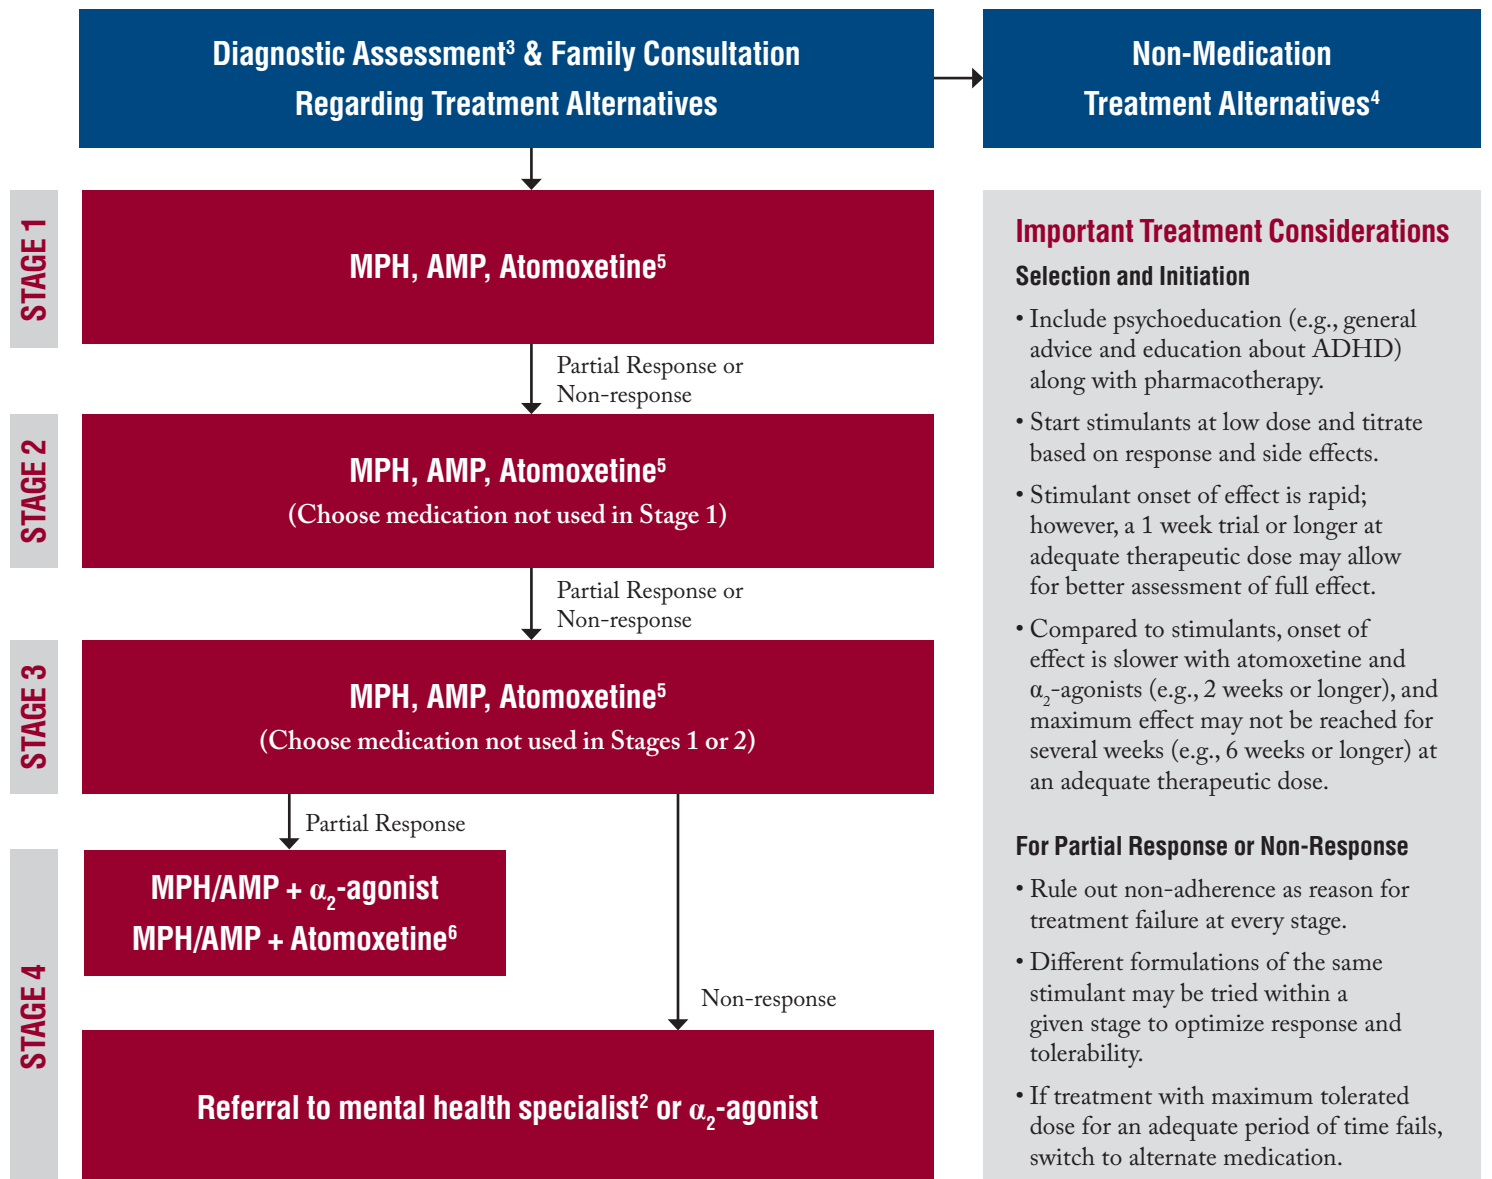 Diagnostic Assessment³ & Family Consultation
Regarding Treatment Alternatives
Non-Medication
Treatment Alternatives⁴
STAGE 1
MPH, AMP, Atomoxetine⁵
Partial Response or
Non-response
STAGE 2
MPH, AMP, Atomoxetine⁵
(Choose medication not used in Stage 1)
Partial Response or
Non-response
STAGE 3
MPH, AMP, Atomoxetine⁵
(Choose medication not used in Stages 1 or 2)
Partial Response
STAGE 4
MPH/AMP + α₂-agonist
MPH/AMP + Atomoxetine⁶
Non-response
Referral to mental health specialist² or α₂-agonist
Important Treatment Considerations
Selection and Initiation
• Include psychoeducation (e.g., general
advice and education about ADHD)
along with pharmacotherapy.
• Start stimulants at low dose and titrate
based on response and side effects.
• Stimulant onset of effect is rapid;
however, a 1 week trial or longer at
adequate therapeutic dose may allow
for better assessment of full effect.
• Compared to stimulants, onset of
effect is slower with atomoxetine and
α₂-agonists (e.g., 2 weeks or longer), and
maximum effect may not be reached for
several weeks (e.g., 6 weeks or longer) at
an adequate therapeutic dose.
For Partial Response or Non-Response
• Rule out non-adherence as reason for
treatment failure at every stage.
• Different formulations of the same
stimulant may be tried within a
given stage to optimize response and
tolerability.
• If treatment with maximum tolerated
dose for an adequate period of time fails,
switch to alternate medication.